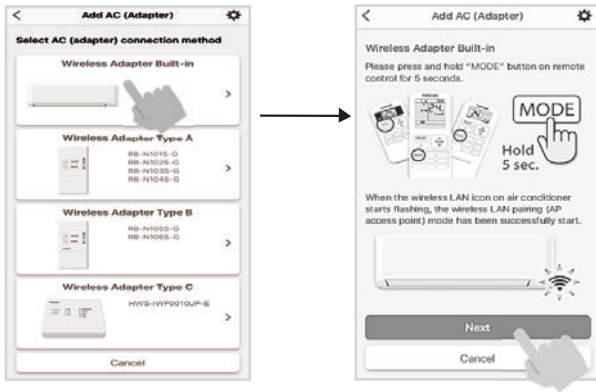 Add AC (Adapter)
Select AC (adapter) connection method
Wireless Adapter Built-in
Wireless Adapter Type A
RB-N101S-G
RB-N102S-G
RB-N103S-G
RB-N104S-G
Wireless Adapter Type B
RB-N105S-G
RB-N106S-G
Wireless Adapter Type C
HWS-IWF0010UP-E
Cancel
Add AC (Adapter)
Wireless Adapter Built-in
Please press and hold "MODE" button on remote
control for 5 seconds.
MODE
Hold
5 sec.
When the wireless LAN icon on air conditioner
starts flashing, the wireless LAN pairing (AP
access point) mode has been successfully start.
Next
Cancel